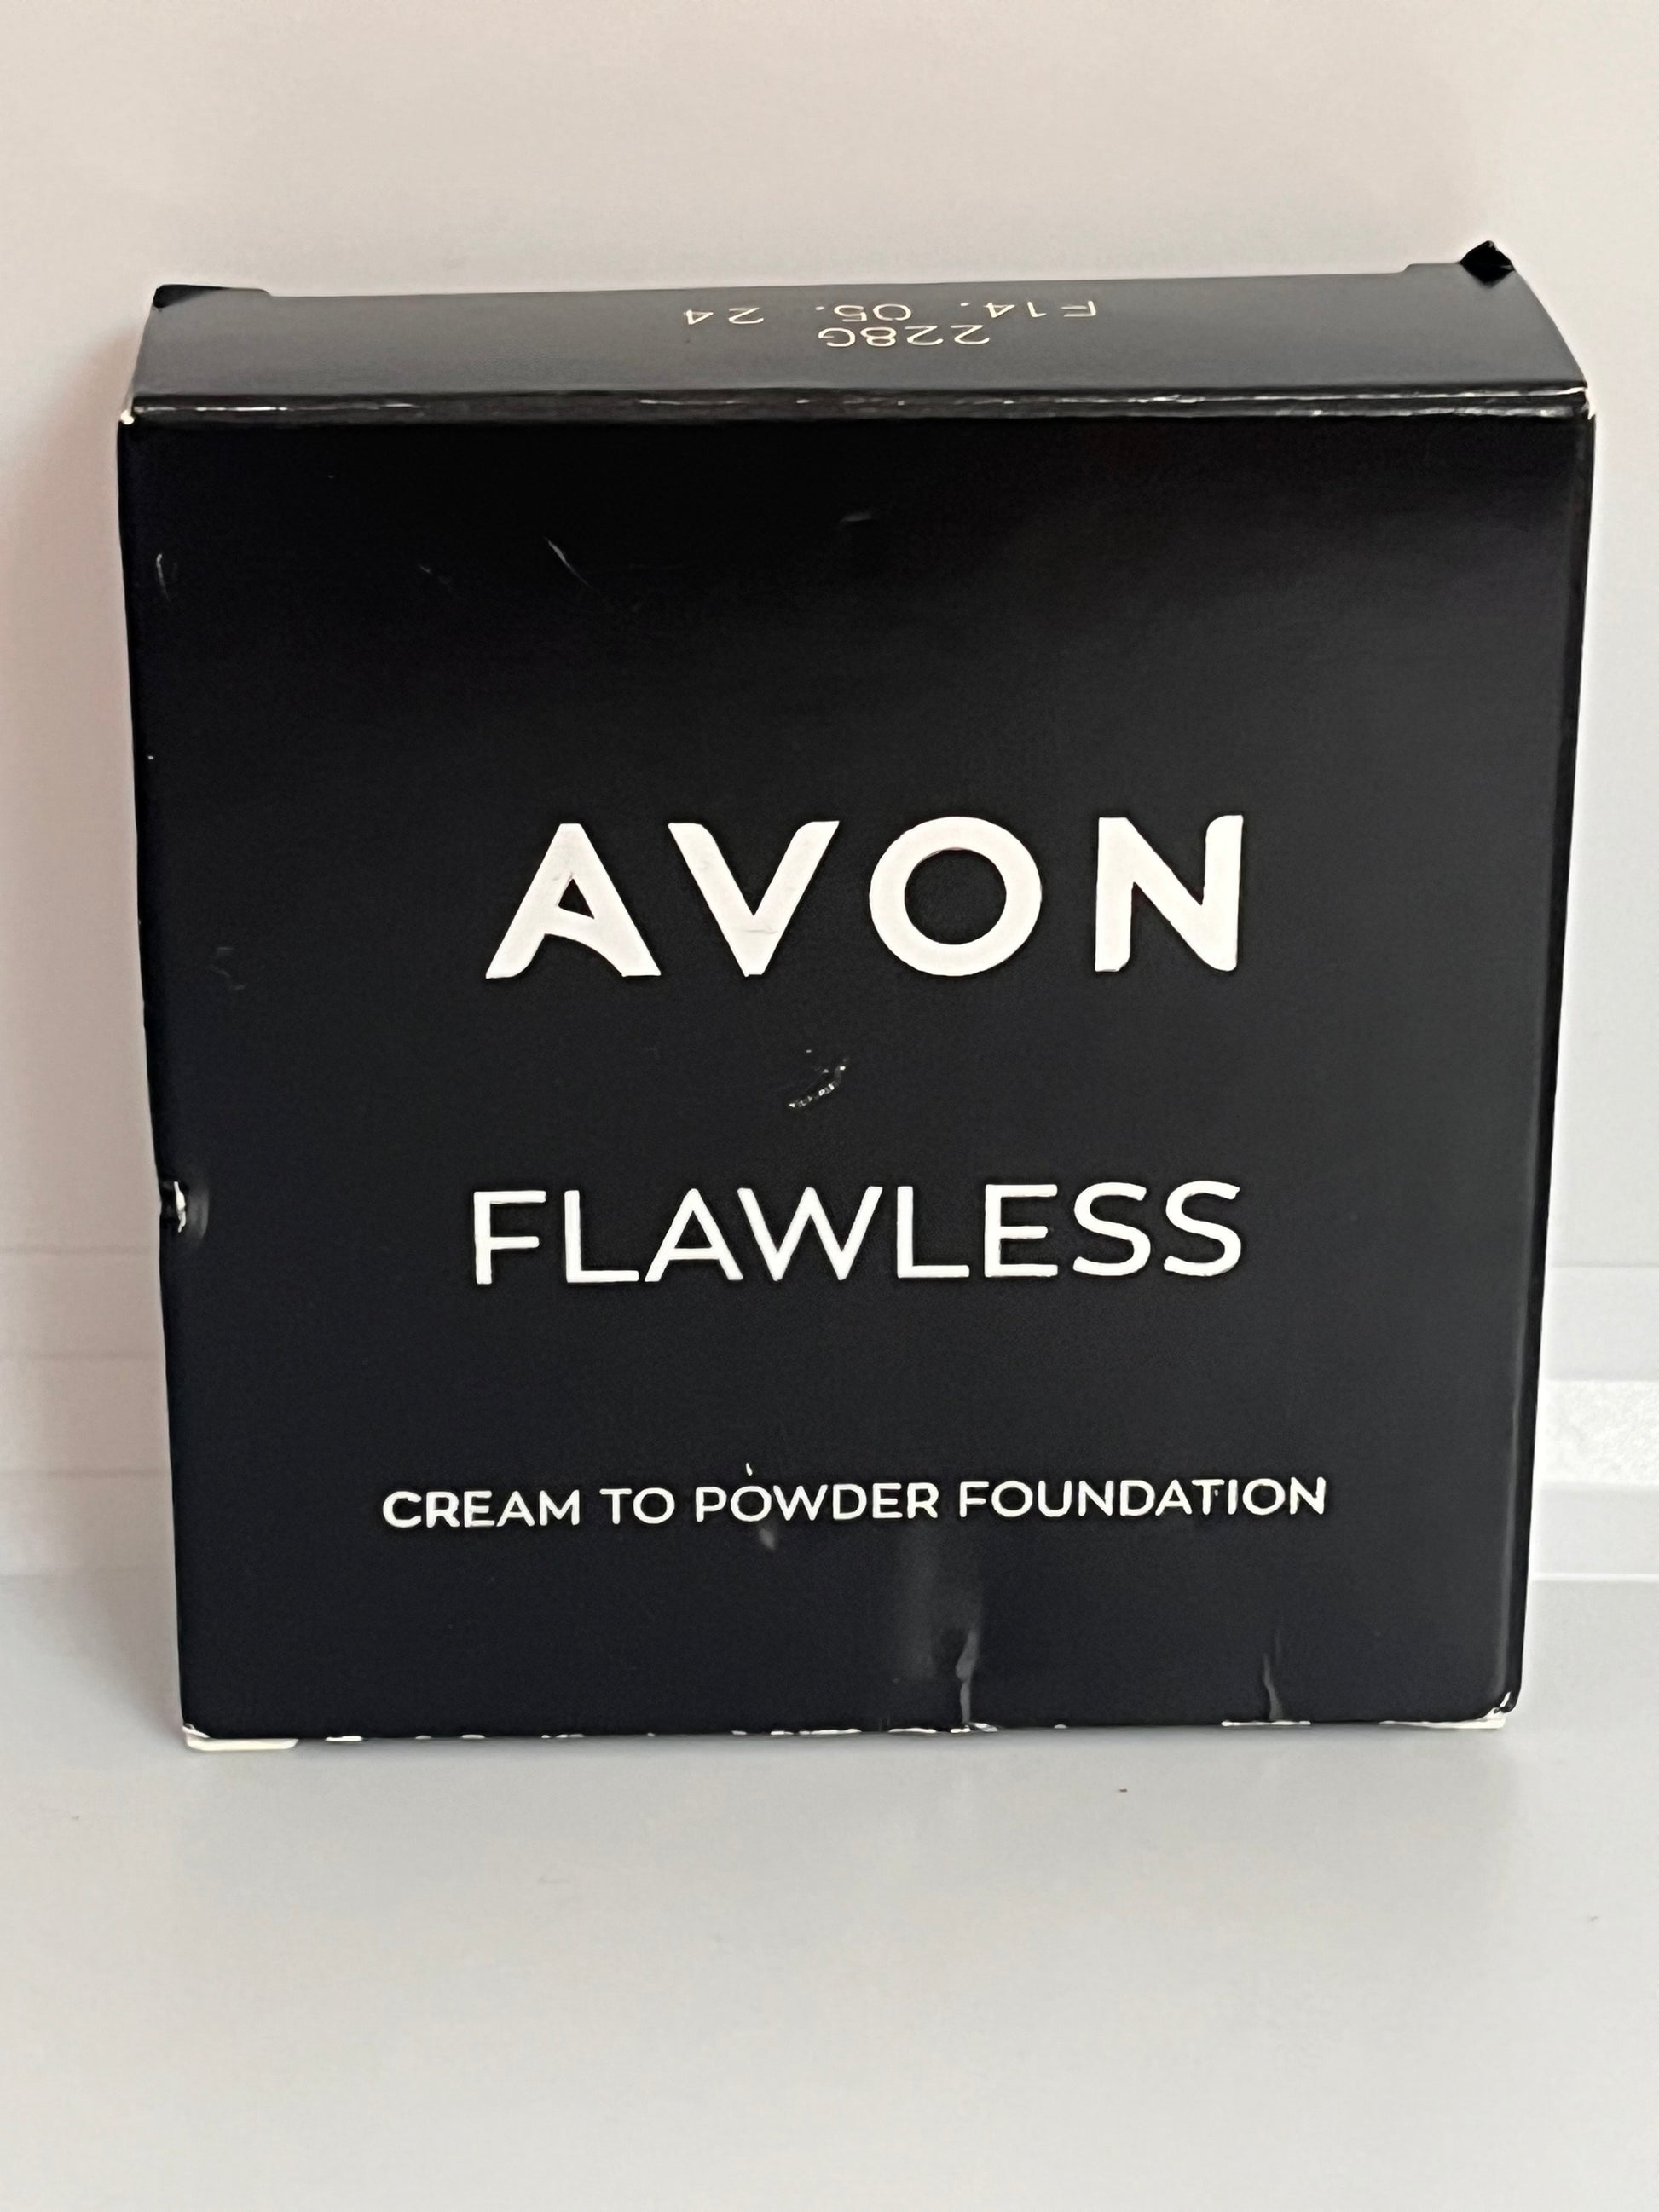 F14. 05. 24
228G
AVON
FLAWLESS
CREAM TO POWDER FOUNDATION